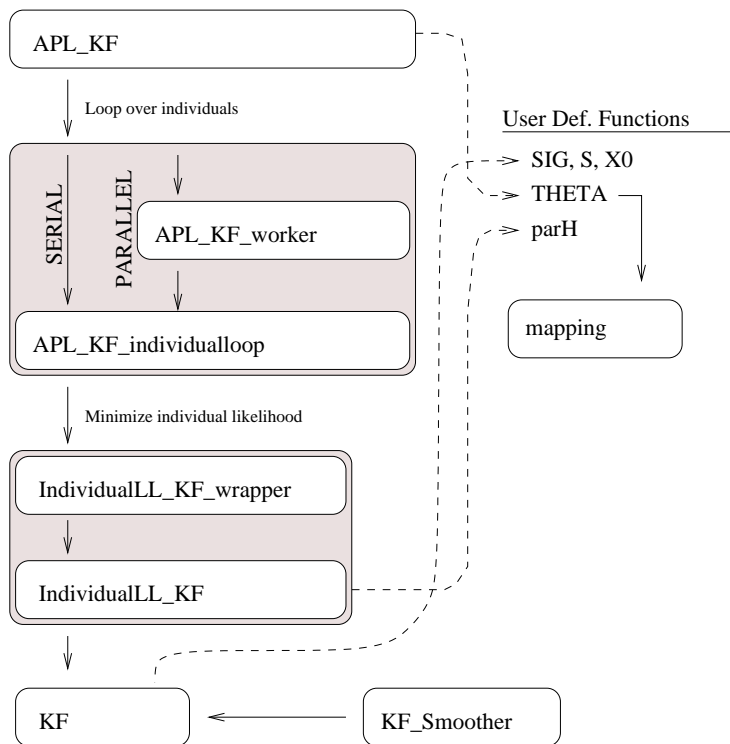 APL_KF
Loop over individuals
User Def. Functions
SIG, S, X0
THETA
parH
SERIAL
PARALLEL
APL_KF_worker
APL_KF_individualloop
mapping
Minimize individual likelihood
IndividualLL_KF_wrapper
IndividualLL_KF
KF
KF_Smoother